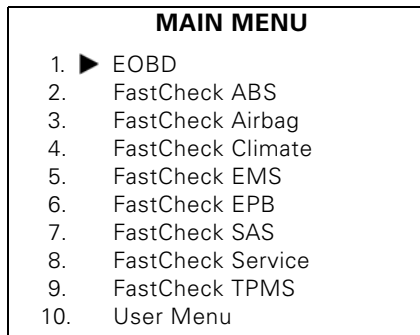 MAIN MENU
1. ▶ EOBD
2. FastCheck ABS
3. FastCheck Airbag
4. FastCheck Climate
5. FastCheck EMS
6. FastCheck EPB
7. FastCheck SAS
8. FastCheck Service
9. FastCheck TPMS
10. User Menu